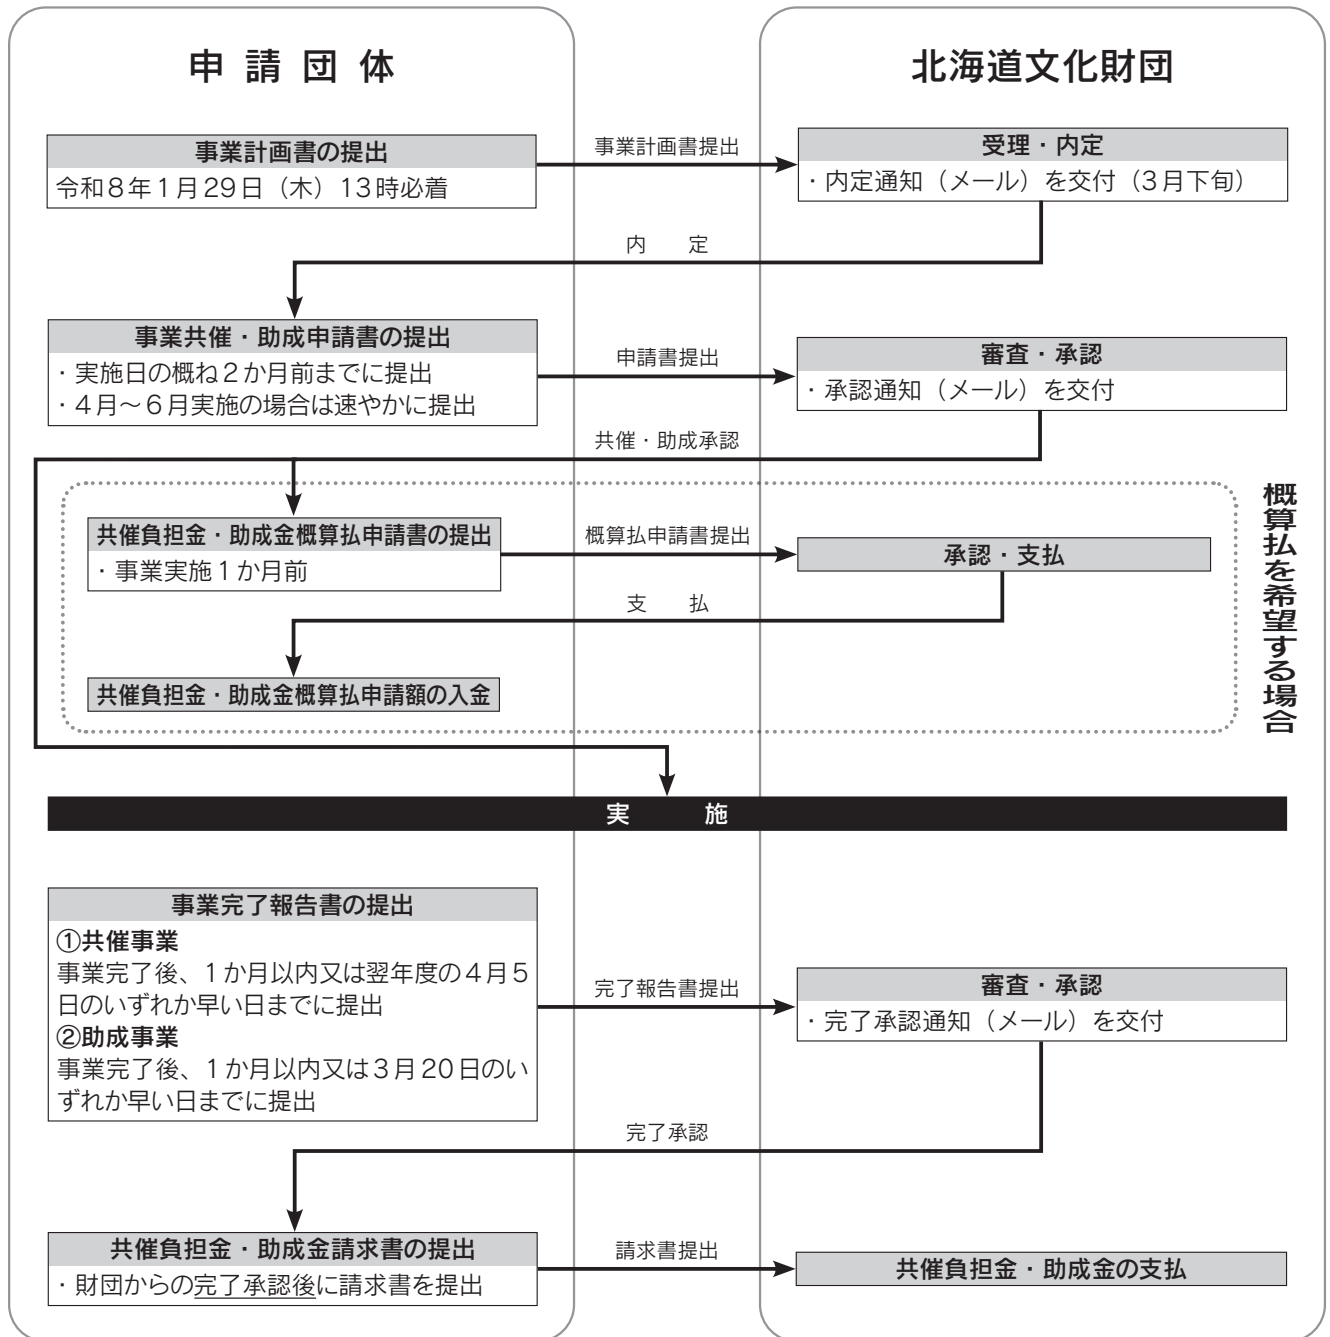 申請団体
北海道文化財団
事業計画書の提出
令和8年1月29日（木）13時必着
事業計画書提出
受理・内定
・内定通知（メール）を交付（3月下旬）
内　定
事業共催・助成申請書の提出
・実施日の概ね2か月前までに提出
・4月～6月実施の場合は速やかに提出
申請書提出
審査・承認
・承認通知（メール）を交付
共催・助成承認
概算払を希望する場合
共催負担金・助成金概算払申請書の提出
・事業実施1か月前
概算払申請書提出
承認・支払
支　払
共催負担金・助成金概算払申請額の入金
実　施
事業完了報告書の提出
①共催事業
事業完了後、1か月以内又は翌年度の4月5
日のいずれか早い日までに提出
②助成事業
事業完了後、1か月以内又は3月20日のい
ずれか早い日までに提出
完了報告書提出
審査・承認
・完了承認通知（メール）を交付
完了承認
共催負担金・助成金請求書の提出
・財団からの完了承認後に請求書を提出
請求書提出
共催負担金・助成金の支払